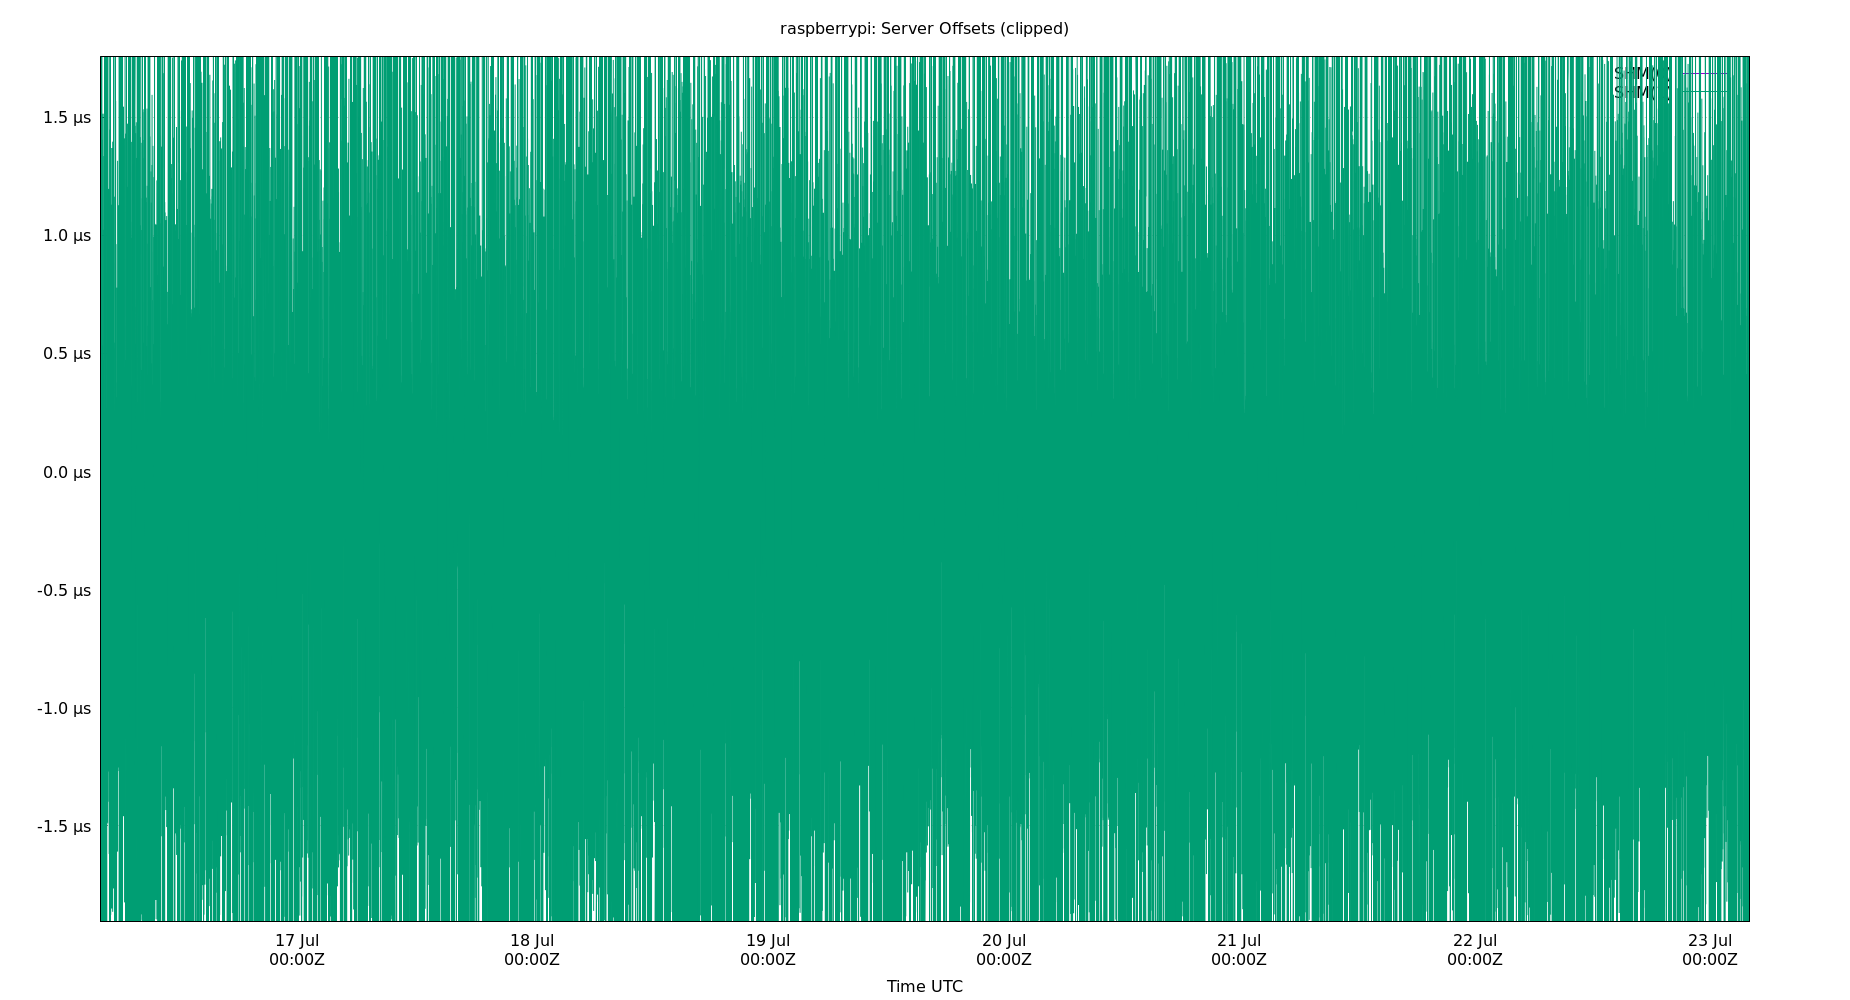 raspberrypi: Server Offsets (clipped)
1.5 µs
1.0 µs
0.5 µs
0.0 µs
-0.5 µs
-1.0 µs
-1.5 µs
17 Jul
00:00Z
18 Jul
00:00Z
19 Jul
00:00Z
20 Jul
00:00Z
21 Jul
00:00Z
22 Jul
00:00Z
23 Jul
00:00Z
Time UTC